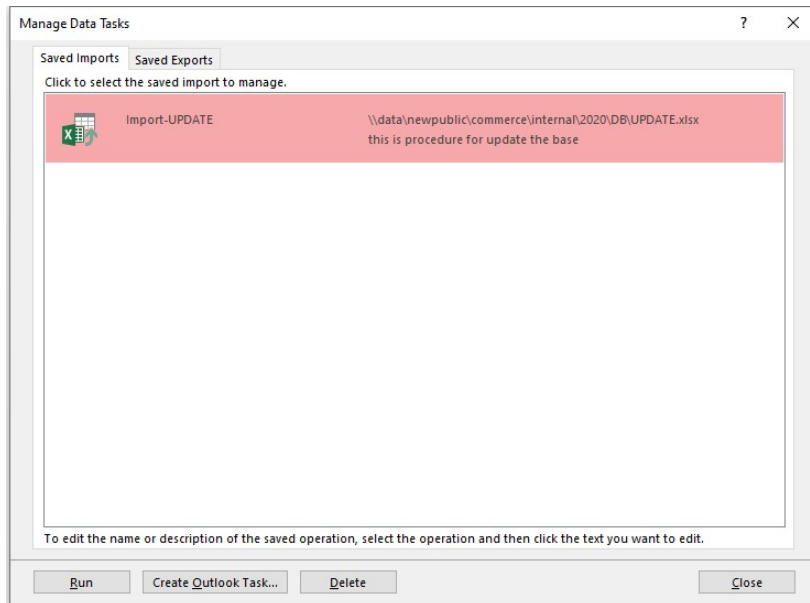 Manage Data Tasks
?
Saved Imports
Saved Exports
Click to select the saved import to manage.
Import-UPDATE
\\data\newpublic\commerce\internal\2020\DB\UPDATE.xlsx
this is procedure for update the base
To edit the name or description of the saved operation, select the operation and then click the text you want to edit.
Run
Create Outlook Task...
Delete
Close